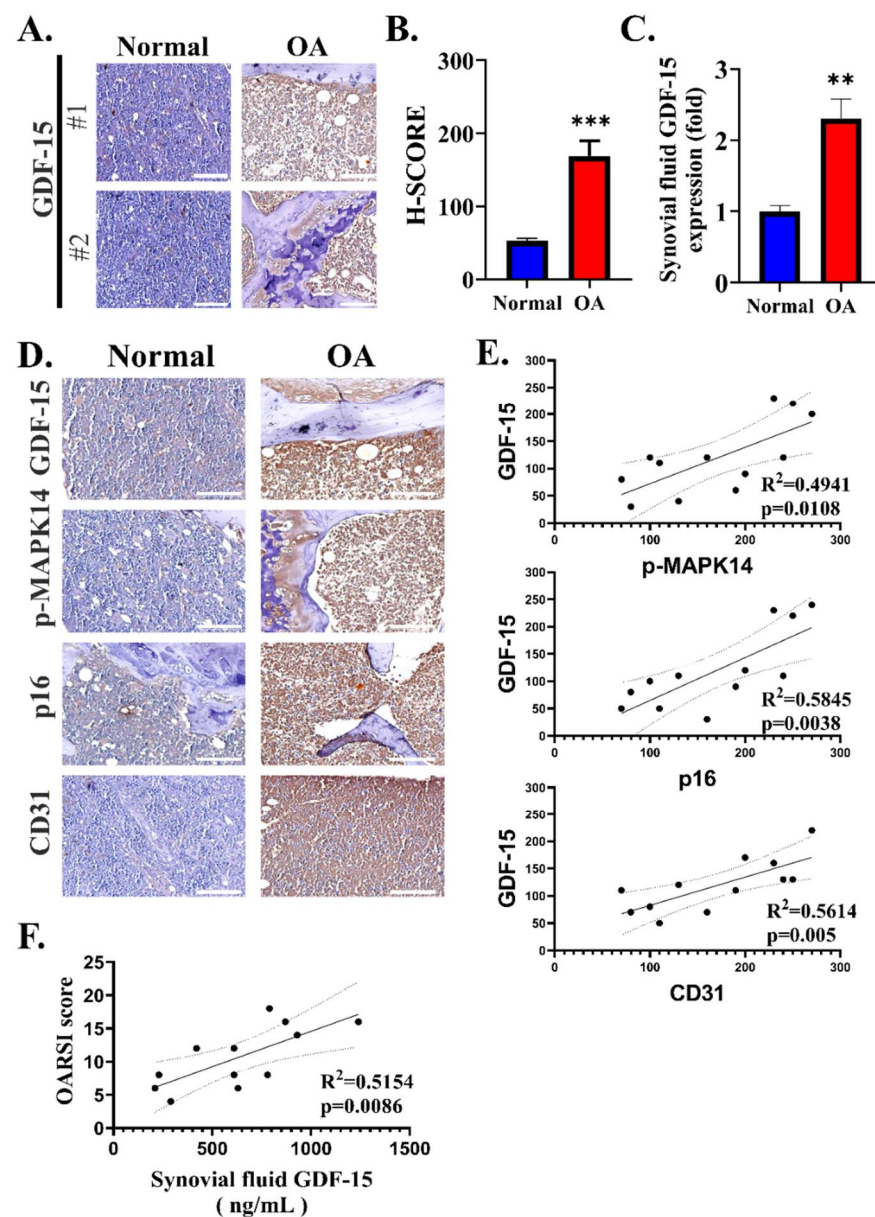 A.
Normal
OA
GDF-15
#1
#2
B.
H-SCORE
300
200
100
0
***
Normal
OA
C.
Synovial fluid GDF-15
expression (fold)
3
2
1
0
**
Normal
OA
D.
Normal
OA
GDF-15
p-MAPK14
p16
CD31
E.
GDF-15
300
250
200
150
100
50
0
0
100
200
300
R²=0.4941
p=0.0108
p-MAPK14
GDF-15
300
250
200
150
100
50
0
0
100
200
300
R²=0.5845
p=0.0038
p16
GDF-15
300
250
200
150
100
50
0
0
100
200
300
R²=0.5614
p=0.005
CD31
F.
OARSI score
25
20
15
10
5
0
0
500
1000
1500
R²=0.5154
p=0.0086
Synovial fluid GDF-15
( ng/mL )